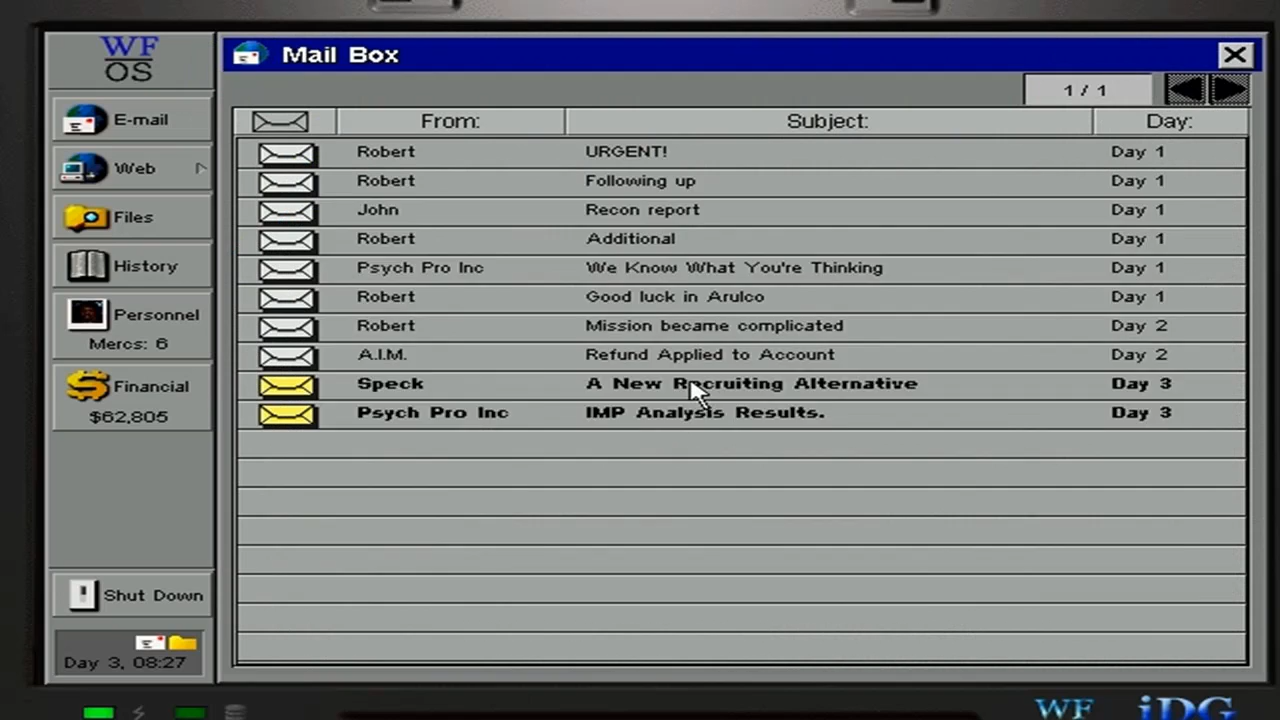 WF
OS
Mail Box
1 / 1
E-mail
Web
Files
History
Personnel
Mercs: 6
Financial
$62,805
Shut Down
Day 3, 08:27
From: Subject: Day:
Robert URGENT! Day 1
Robert Following up Day 1
John Recon report Day 1
Robert Additional Day 1
Psych Pro Inc We Know What You're Thinking Day 1
Robert Good luck in Arulco Day 1
Robert Mission became complicated Day 2
A.I.M. Refund Applied to Account Day 2
Speck A New Recruiting Alternative Day 3
Psych Pro Inc IMP Analysis Results. Day 3
WF iDG